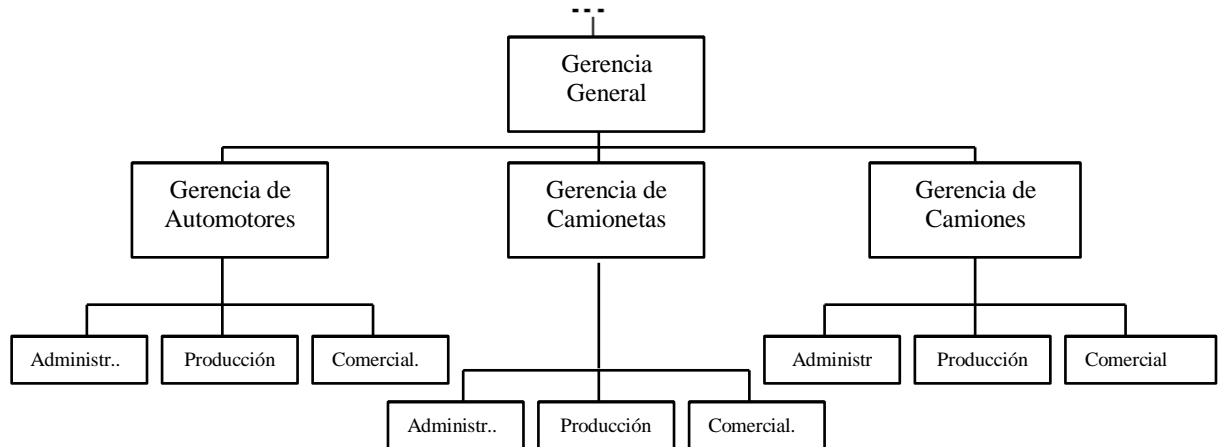 ---
Gerencia
General
Gerencia de
Automotores
Gerencia de
Camionetas
Gerencia de
Camiones
Administr..
Producción
Comercial.
Administr
Producción
Comercial
Administr..
Producción
Comercial.